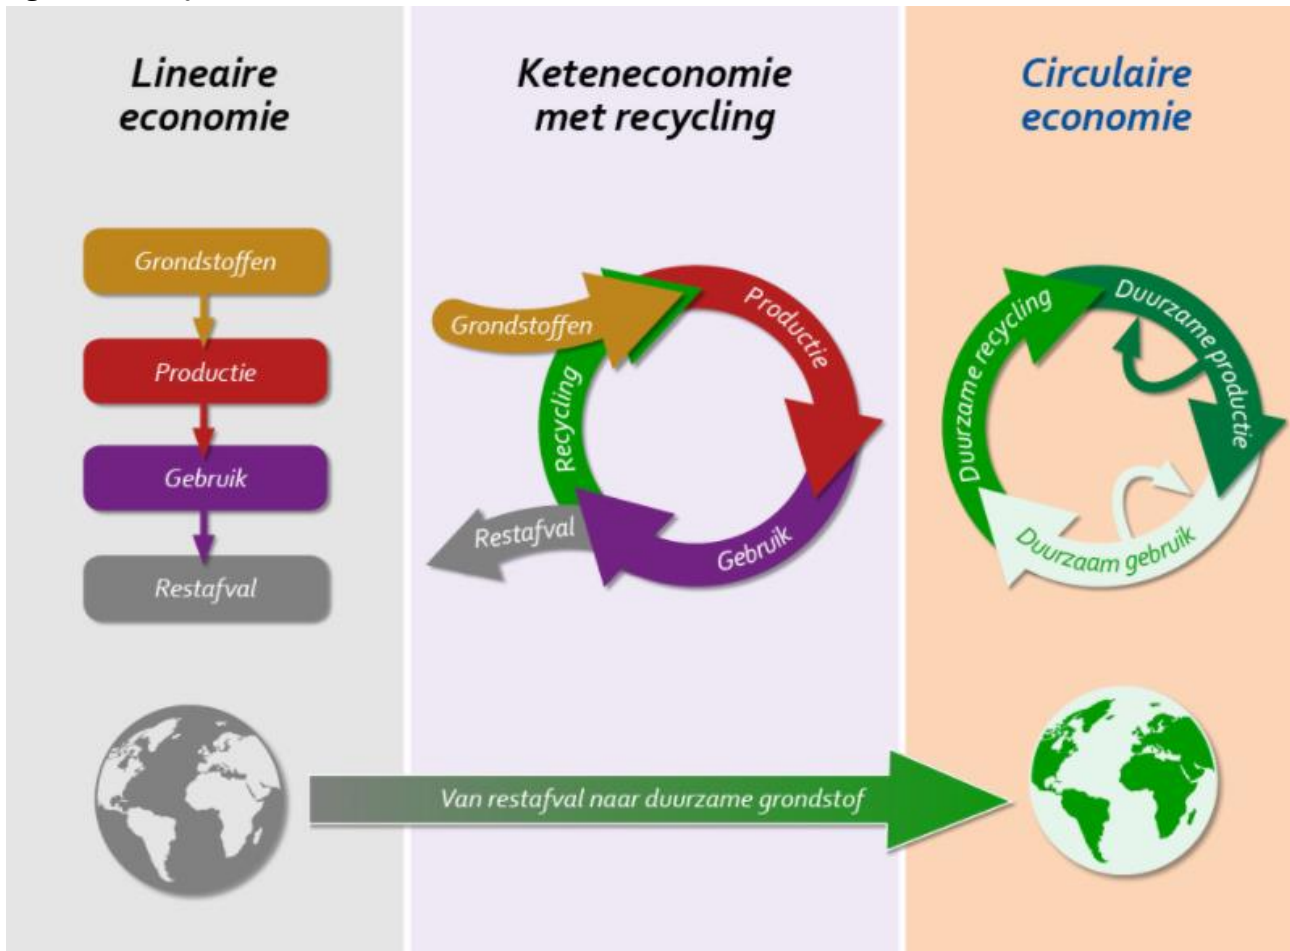 Lineaire
economie
Grondstoffen
Productie
Gebruik
Restafval
Keteneconomie
met recycling
Grondstoffen
Productie
Gebruik
Recycling
Restafval
Circulaire
economie
Duurzame productie
Duurzaam gebruik
Duurzame recycling
Van restafval naar duurzame grondstof